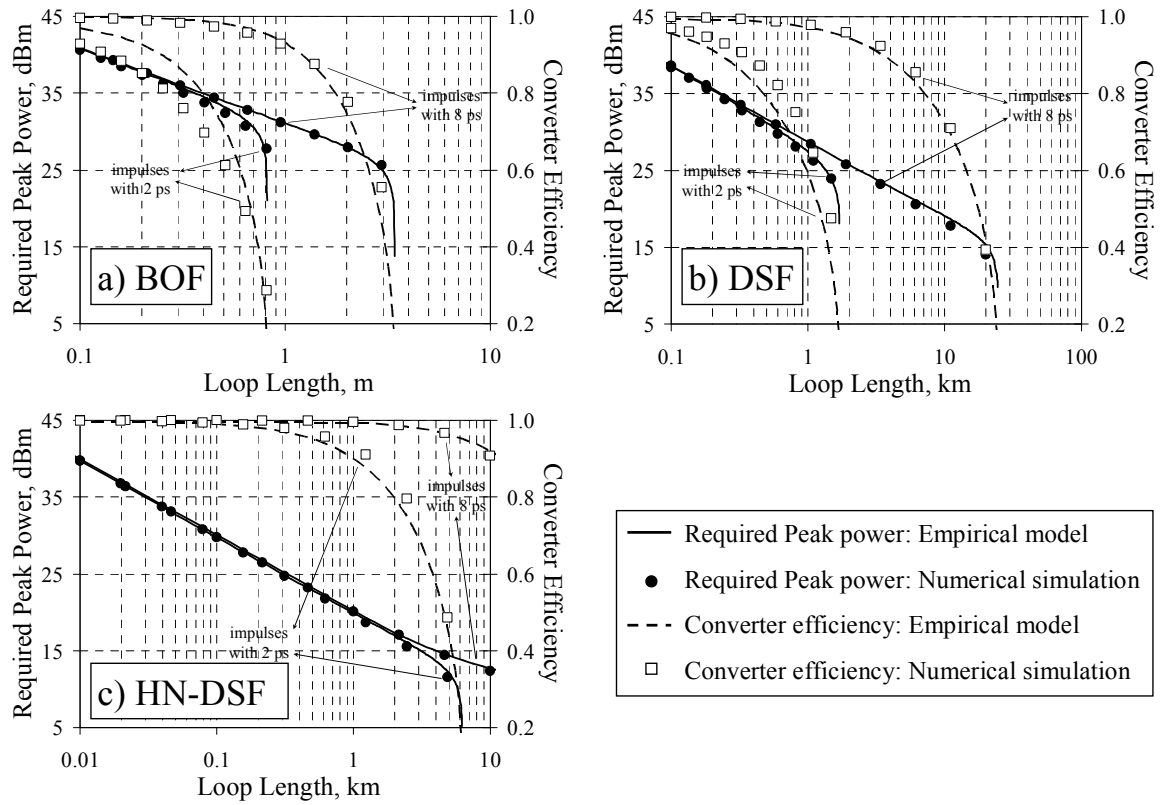 45
35
25
15
5
Required Peak Power, dBm
1.0
0.8
0.6
0.4
0.2
Converter Efficiency
impulses
with 8 ps
impulses
with 2 ps
a) BOF
0.1
1
10
Loop Length, m
45
35
25
15
5
Required Peak Power, dBm
1.0
0.8
0.6
0.4
0.2
Converter Efficiency
impulses
with 8 ps
impulses
with 2 ps
b) DSF
0.1
1
10
100
Loop Length, km
45
35
25
15
5
Required Peak Power, dBm
1.0
0.8
0.6
0.4
0.2
Converter Efficiency
impulses
with 8 ps
impulses
with 2 ps
c) HN-DSF
0.01
0.1
1
10
Loop Length, km
Required Peak power: Empirical model
Required Peak power: Numerical simulation
Converter efficiency: Empirical model
Converter efficiency: Numerical simulation